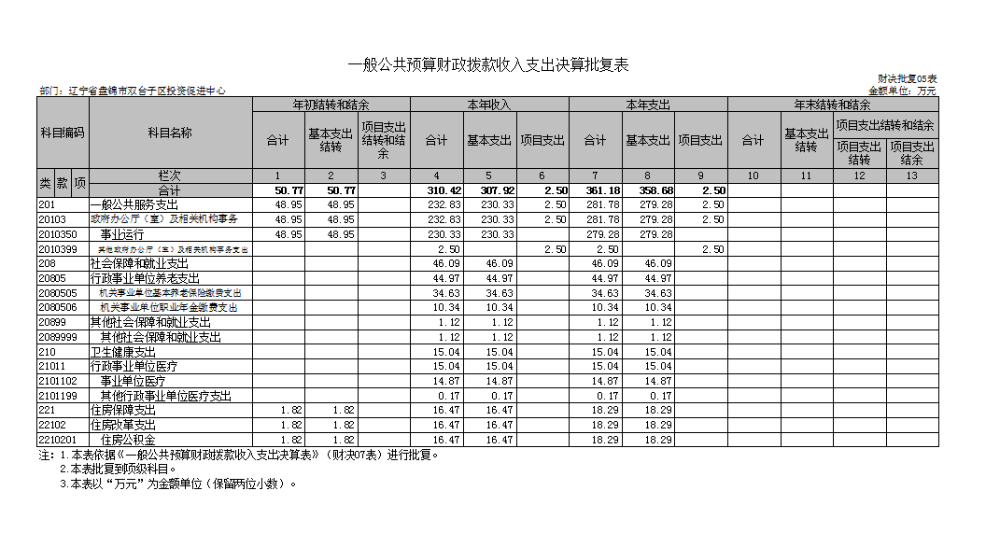 一般公共预算财政拨款收入支出决算批复表
财决批复05表
部门：辽宁省盘锦市双台子区投资促进中心 金额单位：万元
科目编码 科目名称 年初结转和结余 本年收入 本年支出 年末结转和结余
合计 基本支出结转 项目支出结转和结余 合计 基本支出 项目支出 合计 基本支出 项目支出 合计 基本支出结转 项目支出结转和结余
项目支出结转 项目支出结余
类 款 项 栏次 1 2 3 4 5 6 7 8 9 10 11 12 13
合计 50.77 50.77 310.42 307.92 2.50 361.18 358.68 2.50
201 一般公共服务支出 48.95 48.95 232.83 230.33 2.50 281.78 279.28 2.50
20103 政府办公厅（室）及相关机构事务 48.95 48.95 232.83 230.33 2.50 281.78 279.28 2.50
2010350 事业运行 48.95 48.95 230.33 230.33 279.28 279.28
2010399 其他政府办公厅（室）及相关机构事务支出 2.50 2.50 2.50 2.50
208 社会保障和就业支出 46.09 46.09 46.09 46.09
20805 行政事业单位养老支出 44.97 44.97 44.97 44.97
2080505 机关事业单位基本养老保险缴费支出 34.63 34.63 34.63 34.63
2080506 机关事业单位职业年金缴费支出 10.34 10.34 10.34 10.34
20899 其他社会保障和就业支出 1.12 1.12 1.12 1.12
2089999 其他社会保障和就业支出 1.12 1.12 1.12 1.12
210 卫生健康支出 15.04 15.04 15.04 15.04
21011 行政事业单位医疗 15.04 15.04 15.04 15.04
2101102 事业单位医疗 14.87 14.87 14.87 14.87
2101199 其他行政事业单位医疗支出 0.17 0.17 0.17 0.17
221 住房保障支出 1.82 1.82 16.47 16.47 18.29 18.29
22102 住房改革支出 1.82 1.82 16.47 16.47 18.29 18.29
2210201 住房公积金 1.82 1.82 16.47 16.47 18.29 18.29
注：1.本表依据《一般公共预算财政拨款收入支出决算表》（财决07表）进行批复。
2.本表批复到项级科目。
3.本表以“万元”为金额单位（保留两位小数）。